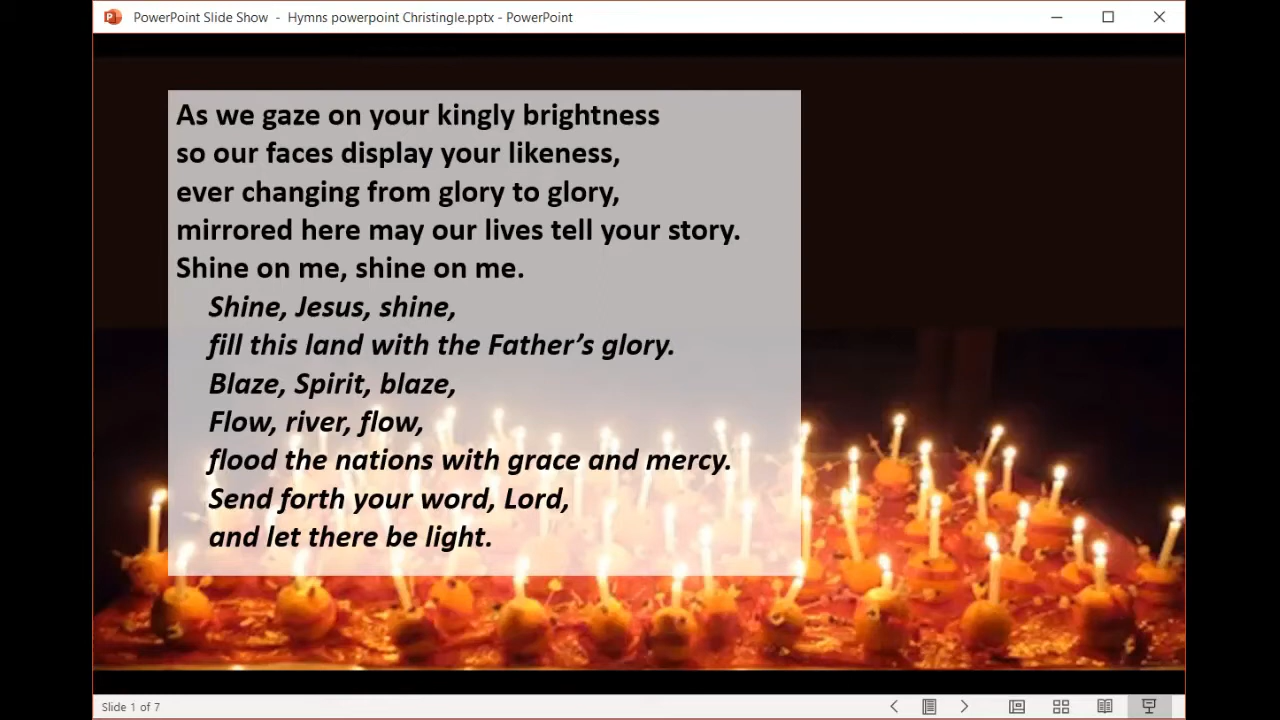 PowerPoint Slide Show - Hymns powerpoint Christingle.pptx - PowerPoint
As we gaze on your kingly brightness
so our faces display your likeness,
ever changing from glory to glory,
mirrored here may our lives tell your story.
Shine on me, shine on me.
Shine, Jesus, shine,
fill this land with the Father’s glory.
Blaze, Spirit, blaze,
Flow, river, flow,
flood the nations with grace and mercy.
Send forth your word, Lord,
and let there be light.
Slide 1 of 7